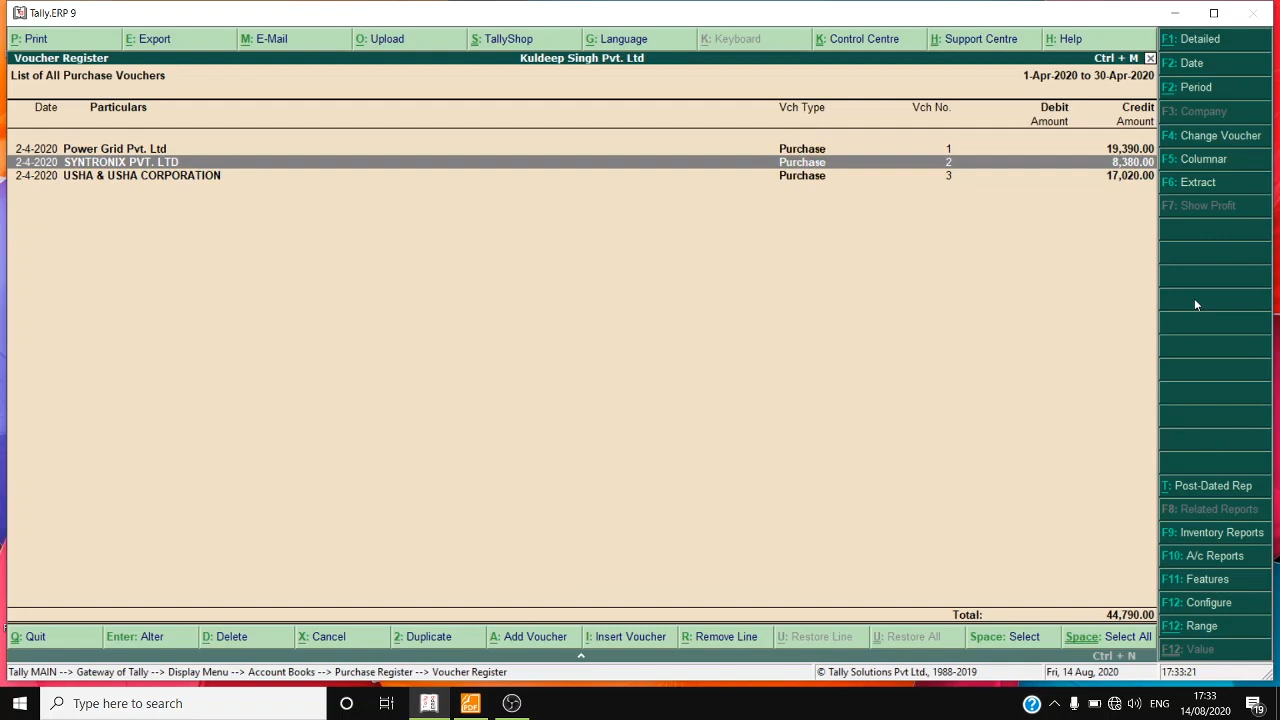 Tally.ERP 9
P: Print E: Export M: E-Mail O: Upload S: TallyShop G: Language K: Keyboard K: Control Centre H: Support Centre H: Help
Voucher Register Kuldeep Singh Pvt. Ltd Ctrl + M
List of All Purchase Vouchers 1-Apr-2020 to 30-Apr-2020
Date Particulars Vch Type Vch No. Debit Credit
Amount Amount
2-4-2020 Power Grid Pvt. Ltd Purchase 1 19,390.00
2-4-2020 SYNTRONIX PVT. LTD Purchase 2 8,380.00
2-4-2020 USHA & USHA CORPORATION Purchase 3 17,020.00
Total: 44,790.00
Q: Quit Enter: Alter D: Delete X: Cancel 2: Duplicate A: Add Voucher I: Insert Voucher R: Remove Line U: Restore Line U: Restore All Space: Select Space: Select All
Ctrl + N
Tally MAIN --> Gateway of Tally --> Display Menu --> Account Books --> Purchase Register --> Voucher Register © Tally Solutions Pvt Ltd., 1988-2019 Fri, 14 Aug, 2020 17:33:21
F1: Detailed
F2: Date
F2: Period
F3: Company
F4: Change Voucher
F5: Columnar
F6: Extract
F7: Show Profit
T: Post-Dated Rep
F8: Related Reports
F9: Inventory Reports
F10: A/c Reports
F11: Features
F12: Configure
F12: Range
F12: Value
Type here to search
PDF
17:33
14/08/2020
19